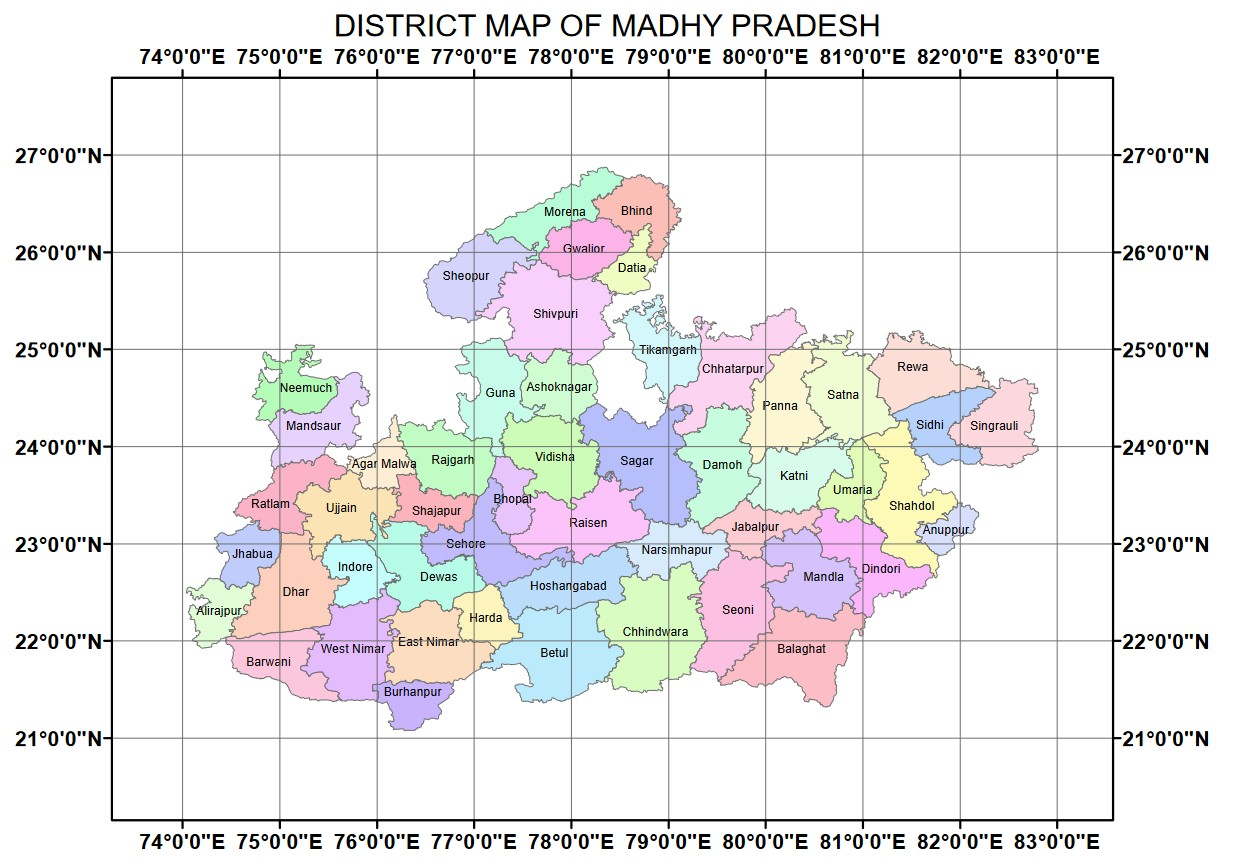 DISTRICT MAP OF MADHY PRADESH
74°0'0"E 75°0'0"E 76°0'0"E 77°0'0"E 78°0'0"E 79°0'0"E 80°0'0"E 81°0'0"E 82°0'0"E 83°0'0"E
27°0'0"N 27°0'0"N
Morena Bhind
26°0'0"N Gwalior 26°0'0"N
Sheopur Datia
Shivpuri
25°0'0"N Tikamgarh 25°0'0"N
Chhatarpur Rewa
Neemuch Guna Ashoknagar Panna Satna
Mandsaur Sidhi Singrauli
24°0'0"N 24°0'0"N
Agar Malwa Rajgarh Vidisha Sagar Damoh
Katni
Ratlam Ujjain Shajapur Bhopal Umaria
Raisen Jabalpur Shahdol
Anuppur
23°0'0"N Sehore 23°0'0"N
Jhabua Narsimhapur
Indore Dewas Hoshangabad Mandla Dindori
Dhar
Alirajpur Harda Seoni
22°0'0"N East Nimar Chhindwara 22°0'0"N
Barwani West Nimar Betul Balaghat
Burhanpur
21°0'0"N 21°0'0"N
74°0'0"E 75°0'0"E 76°0'0"E 77°0'0"E 78°0'0"E 79°0'0"E 80°0'0"E 81°0'0"E 82°0'0"E 83°0'0"E